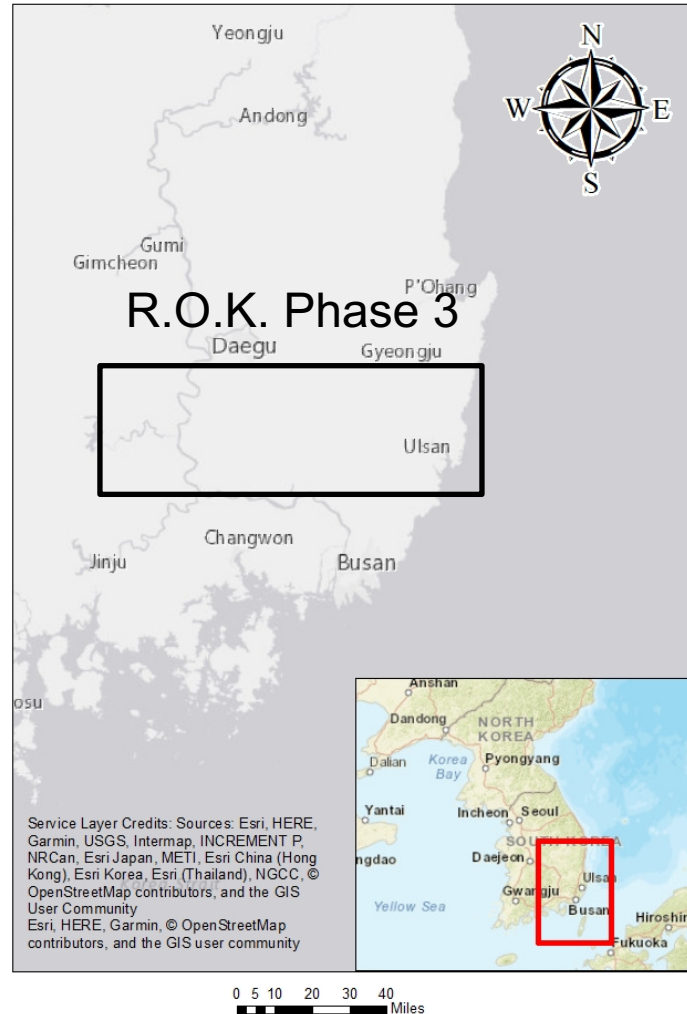 Yeongju
N
W E
S
Andong
Gumi
Gimcheon
P'Ohang
R.O.K. Phase 3
Daegu
Gyeongju
Ulsan
Changwon
Jinju
Busan
osu
Service Layer Credits: Sources: Esri, HERE,
Garmin, USGS, Intermap, INCREMENT P,
NRCan, Esri Japan, METI, Esri China (Hong
Kong), Esri Korea, Esri (Thailand), NGCC, ©
OpenStreetMap contributors, and the GIS
User Community
Esri, HERE, Garmin, © OpenStreetMap
contributors, and the GIS user community
Anshan
Dandong
NORTH
KOREA
Dalian
Korea
Bay
Pyongyang
Yantai
Incheon
Seoul
SOUTH KOREA
ngdao
Daejeon
Gwangju
Ulsan
Yellow Sea
Busan
Hiroshir
Fukuoka
0 5 10 20 30 40
Miles